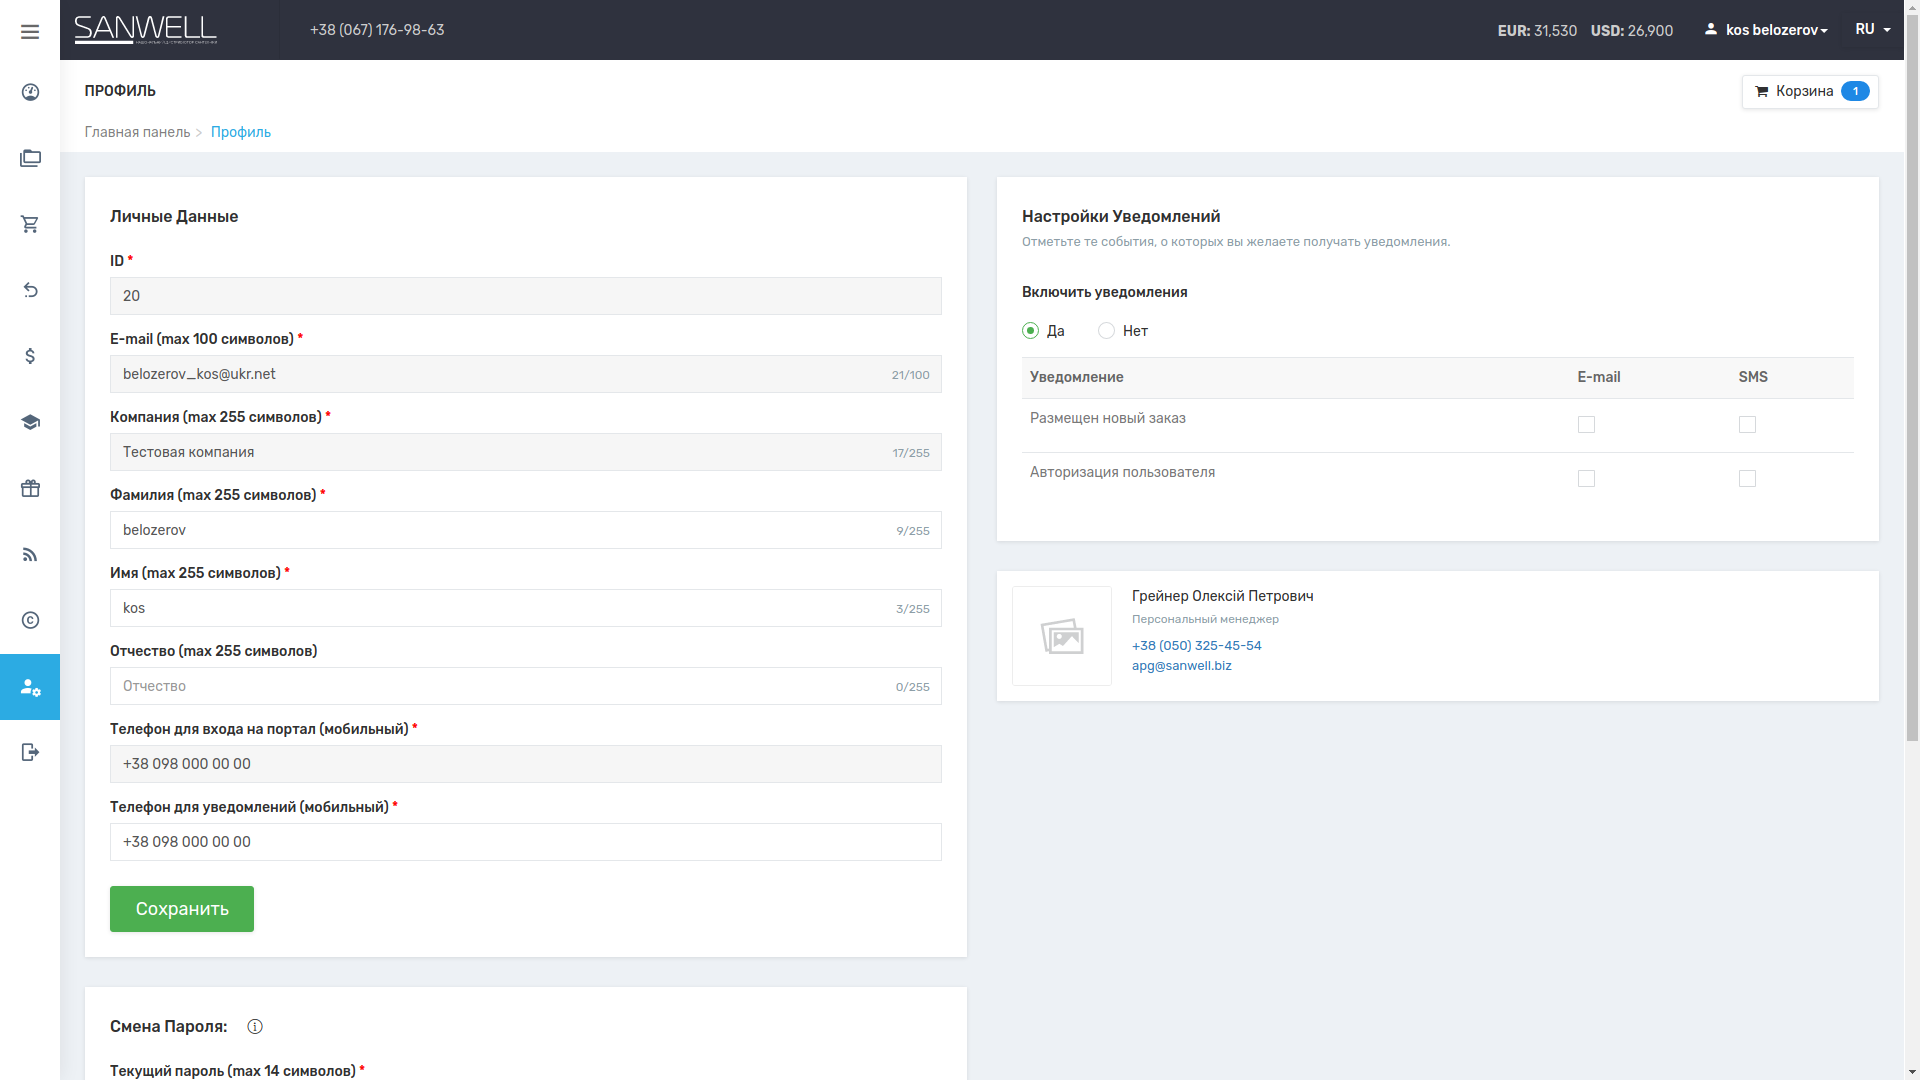 SANWELL
+38 (067) 176-98-63
EUR: 31,530 USD: 26,900
kos belozerov
RU
ПРОФИЛЬ
Корзина 1
Главная панель > Профиль
Личные Данные
ID *
20
E-mail (max 100 символов) *
belozerov_kos@ukr.net 21/100
Компания (max 255 символов) *
Тестовая компания 17/255
Фамилия (max 255 символов) *
belozerov 9/255
Имя (max 255 символов) *
kos 3/255
Отчество (max 255 символов)
Отчество 0/255
Телефон для входа на портал (мобильный) *
+38 098 000 00 00
Телефон для уведомлений (мобильный) *
+38 098 000 00 00
Сохранить
Смена Пароля:
Текущий пароль (max 14 символов) *
Настройки Уведомлений
Отметьте те события, о которых вы желаете получать уведомления.
Включить уведомления
Да Нет
Уведомление E-mail SMS
Размещен новый заказ
Авторизация пользователя
Грейнер Олексій Петрович
Персональный менеджер
+38 (050) 325-45-54
apg@sanwell.biz